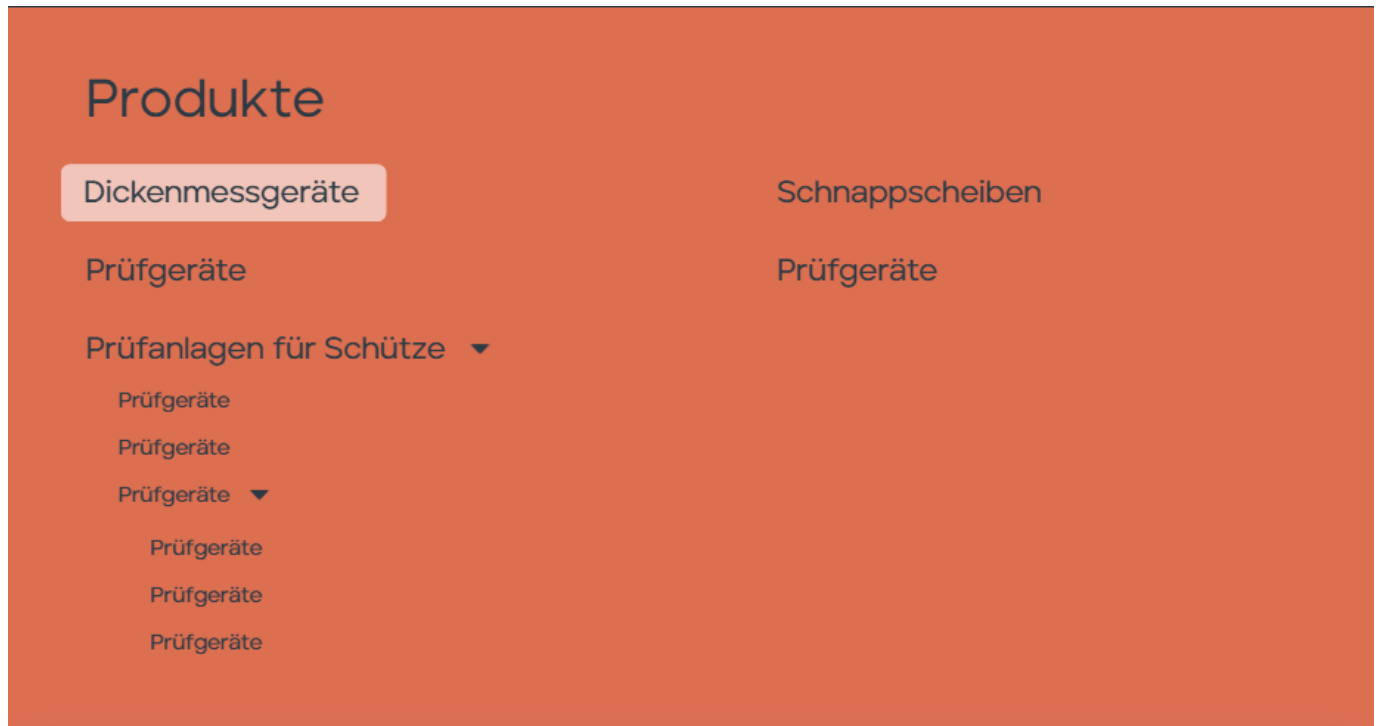 Produkte
Dickenmessgeräte
Prüfgeräte
Prüfanlagen für Schütze
Prüfgeräte
Prüfgeräte
Prüfgeräte
Prüfgeräte
Prüfgeräte
Prüfgeräte
Schnappscheiben
Prüfgeräte